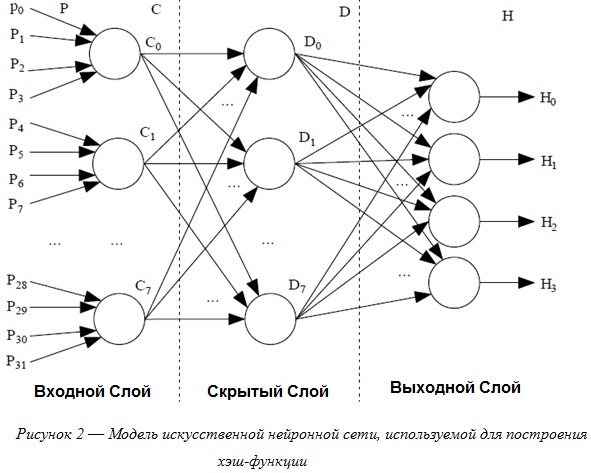 P C D H
P0
P1
P2
P3
P4
P5
P6
P7
... ...
P28
P29
P30
P31
C0
C1
C7
...
...
...
D0
D1
...
D7
...
...
...
H0
H1
H2
H3
Входной Слой Скрытый Слой Выходной Слой
Рисунок 2 — Модель искусственной нейронной сети, используемой для построения
хэш-функции